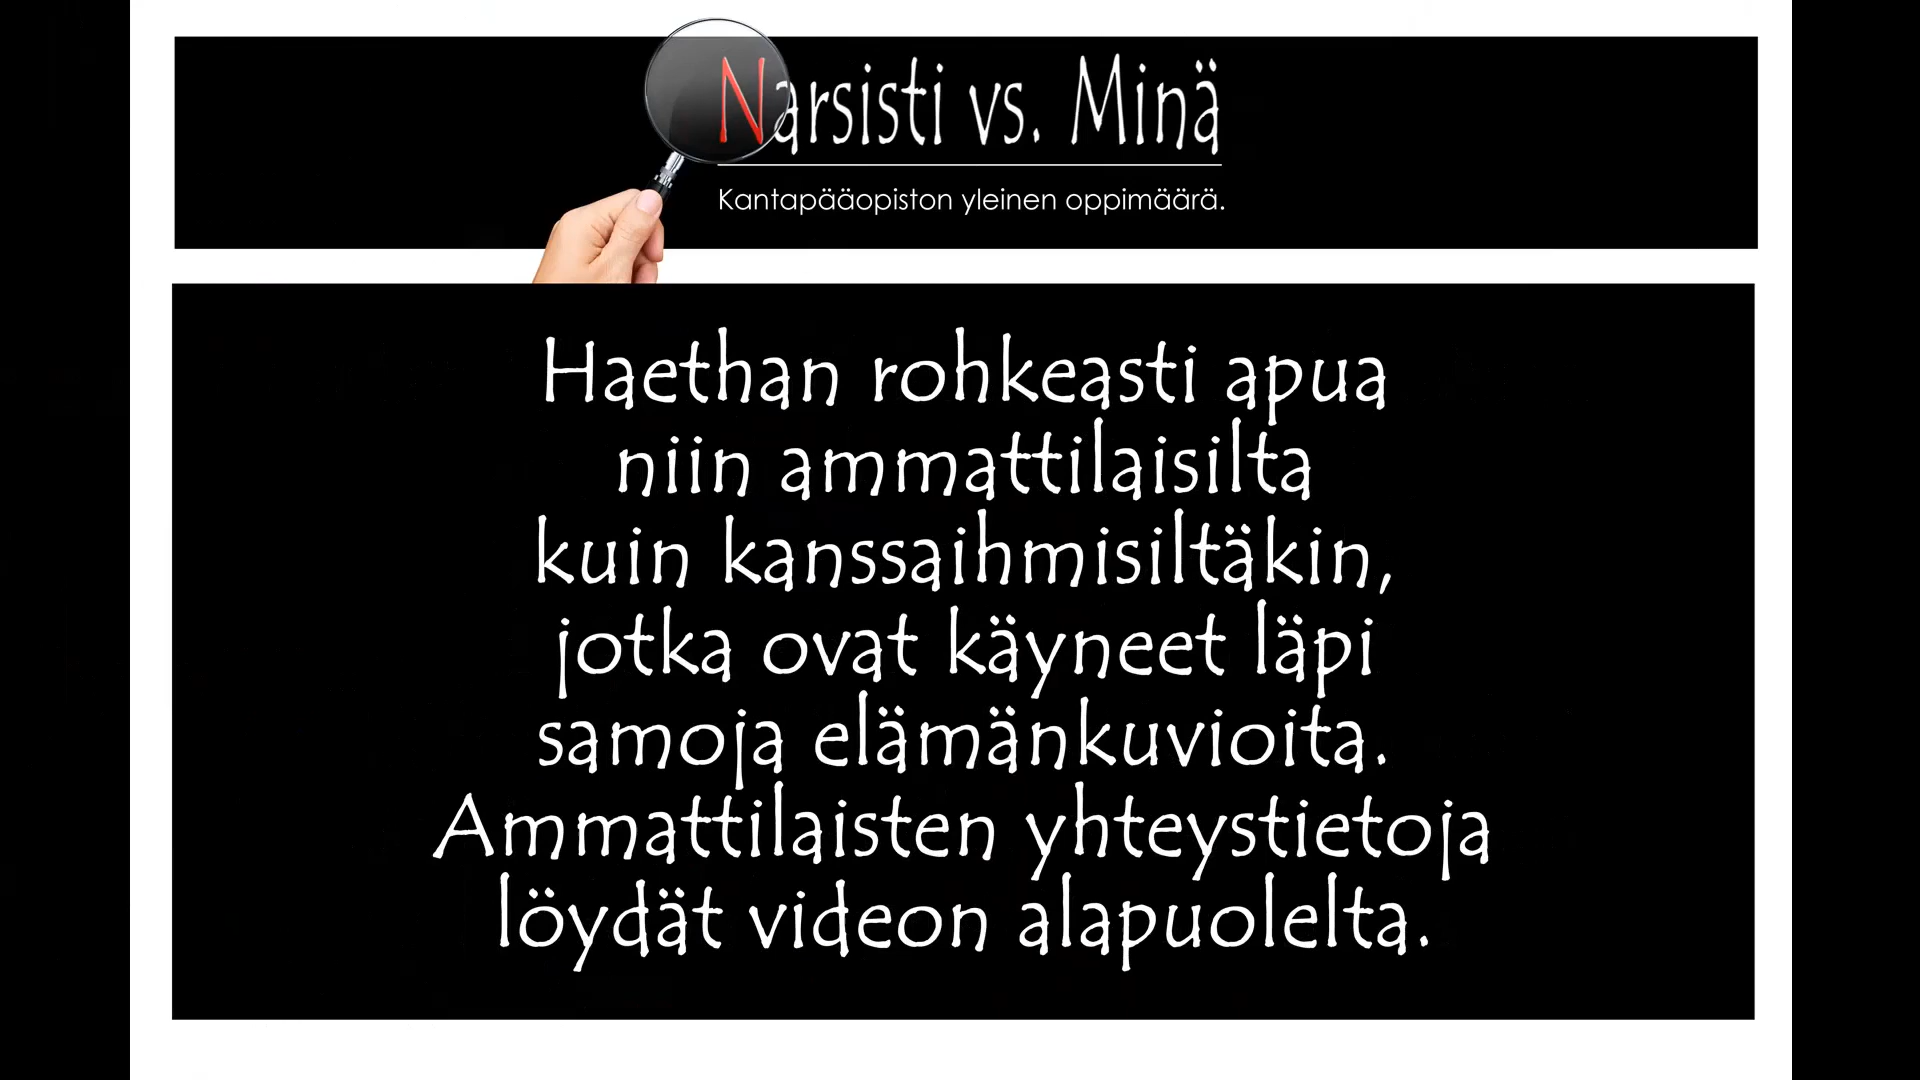 Narsisti vs. Minä
Kantapääopiston yleinen oppimäärä.
Haethan rohkeasti apua
niin ammattilaisilta
kuin kanssaihmisiltäkin,
jotka ovat käyneet läpi
samoja elämänkuvioita.
Ammattilaisten yhteystietoja
löydät videon alapuolelta.